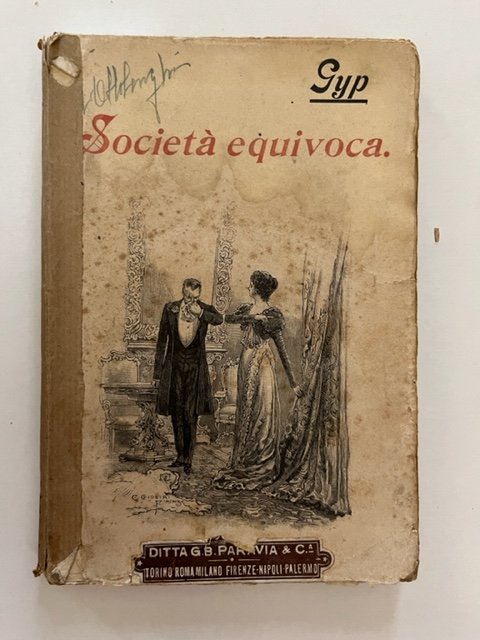 Gyp
Società equivoca.
DITTA G.B. PARAVIA & C.ª
TORINO ROMA MILANO FIRENZE-NAPOLI-PALERMO